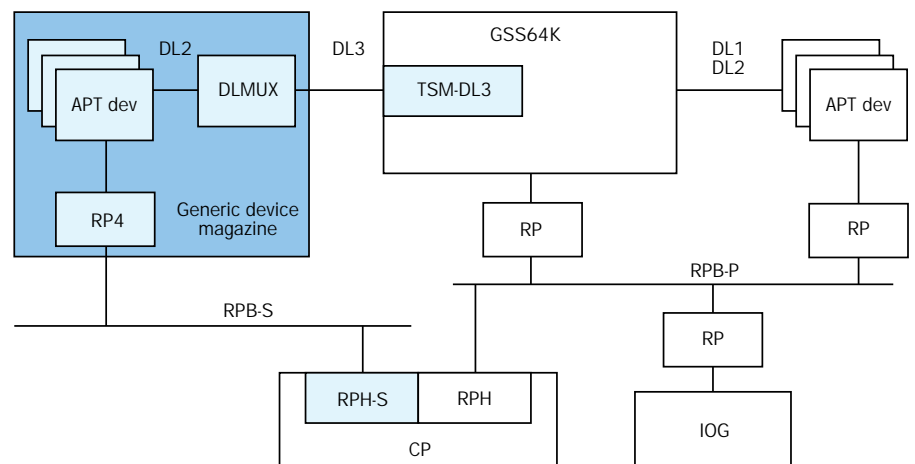 GSS64K
DL2
DL3
DL1
DL2
APT dev
DLMUX
TSM-DL3
APT dev
RP4
Generic device
magazine
RP
RP
RPB-P
RPB-S
RP
RPH-S
RPH
IOG
CP